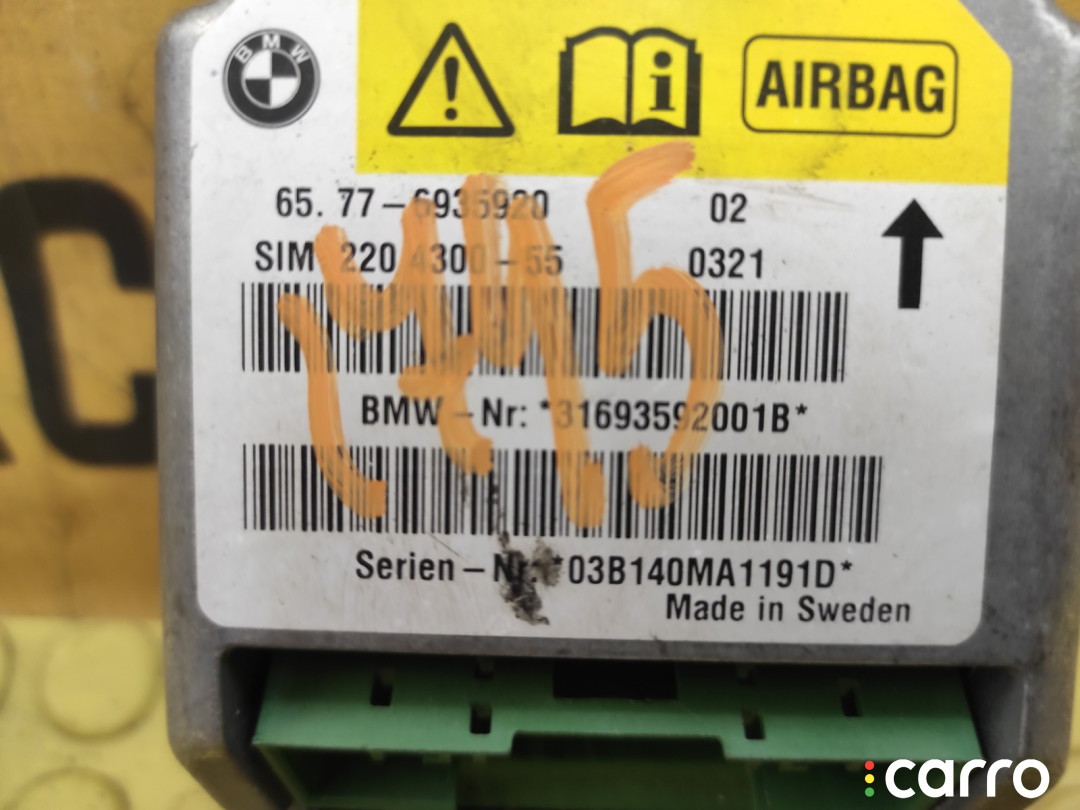 BMW
AIRBAG
65. 77-6935920 02
SIM 220 4300-55 0321
BMW-Nr: *31693592001B*
Serien-Nr: *03B140MA1191D*
Made in Sweden
C
carro